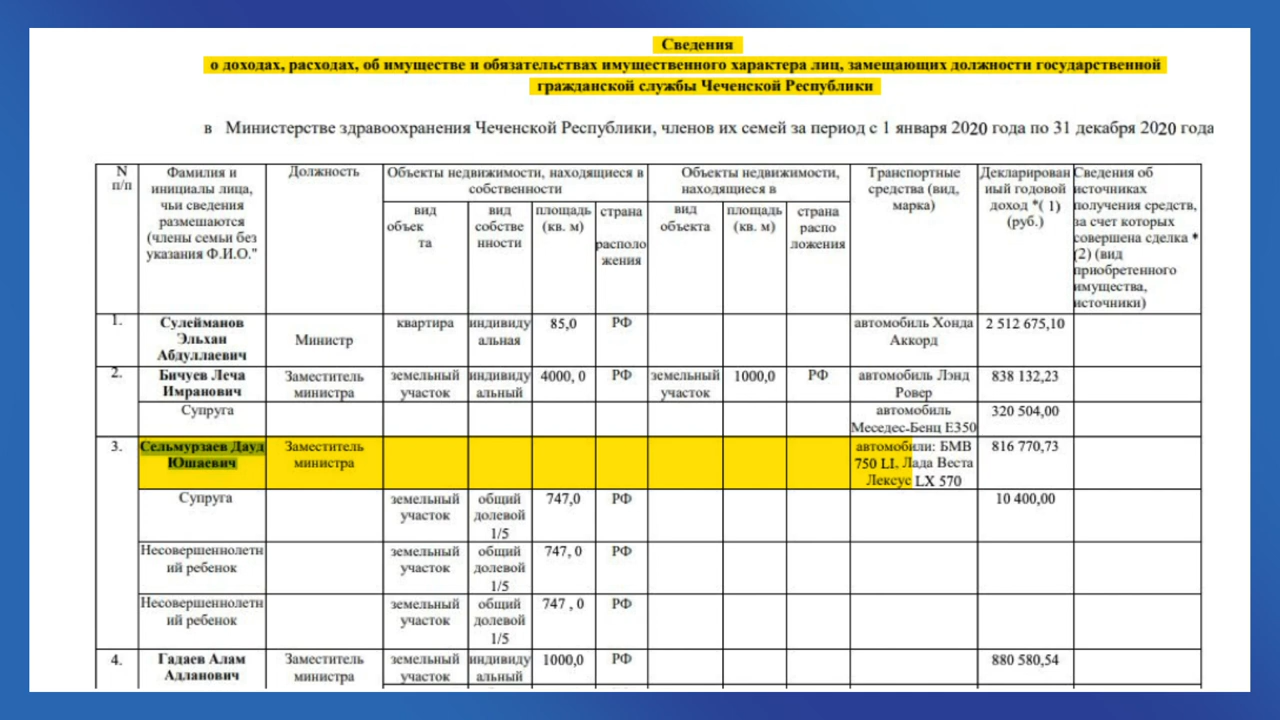 Сведения
о доходах, расходах, об имуществе и обязательствах имущественного характера лиц, замещающих должности государственной
гражданской службы Чеченской Республики
в Министерстве здравоохранения Чеченской Республики, членов их семей за период с 1 января 2020 года по 31 декабря 2020 года
N
п/п
Фамилия и
инициалы лица,
чьи сведения
размешаются
(члены семьи без
указания Ф.И.О."
Должность
Объекты недвижимости, находящиеся в
собственности
вид
объек
та
вид
собстве
нности
площадь
(кв. м)
страна
располо
жения
Объекты недвижимости,
находящиеся в
вид
объекта
площадь
(кв. м)
страна
распо
ложения
Транспортные
средства (вид,
марка)
Декларирован
ный годовой
доход *( 1)
(руб.)
Сведения об
источниках
получения средств,
за счет которых
совершена сделка *
(2) (вид
приобретенного
имущества,
источники)
1.
Сулейманов
Эльхан
Абдуллаевич
Министр
квартира
индивиду
альная
85,0
РФ
автомобиль Хонда
Аккорд
2 512 675,10
2.
Бичуев Леча
Имранович
Заместитель
министра
земельный
участок
индивиду
альный
4000, 0
РФ
земельный
участок
1000,0
РФ
автомобиль Лэнд
Ровер
838 132,23
Супруга
автомобиль
Меседес-Бенц Е350
320 504,00
3.
Сельмурзаев Дауд
Юшаевич
Заместитель
министра
автомобили: БМВ
750 LI, Лада Веста
Лексус LX 570
816 770,73
Супруга
земельный
участок
общий
долевой
1/5
747,0
РФ
10 400,00
Несовершеннолетн
ий ребенок
земельный
участок
общий
долевой
1/5
747, 0
РФ
Несовершеннолетн
ий ребенок
земельный
участок
общий
долевой
1/5
747 , 0
РФ
4.
Гадаев Алам
Адланович
Заместитель
министра
земельный
участок
индивиду
альный
1000,0
РФ
880 580,54